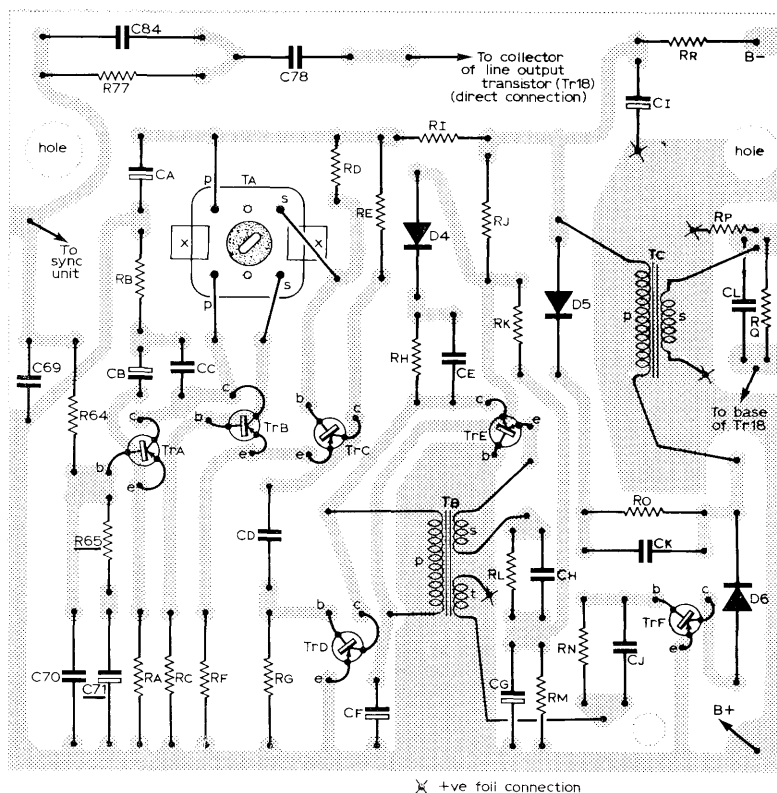 C84
R77
C78
To collector
of line output
transistor (Tr18)
(direct connection)
RR
B-
CI
hole
hole
CA
p
TA
s
RD
RI
RE
D4
RJ
To
sync
unit
RB
x
x
p
s
RK
D5
RP
TC
p
s
CL
RQ
C69
CB
CC
RH
CE
R64
c
c
b
TrB
b
c
c
TrE
e
To base
of Tr18
TrA
b
e
e
e
TrC
b
R65
CD
TB
p
s
t
RL
CH
RO
CK
D6
b
c
TrD
e
b
c
TrF
e
C70
C71
RA
RC
RF
RG
CF
CG
RM
RN
CJ
B+
+ve foil connection